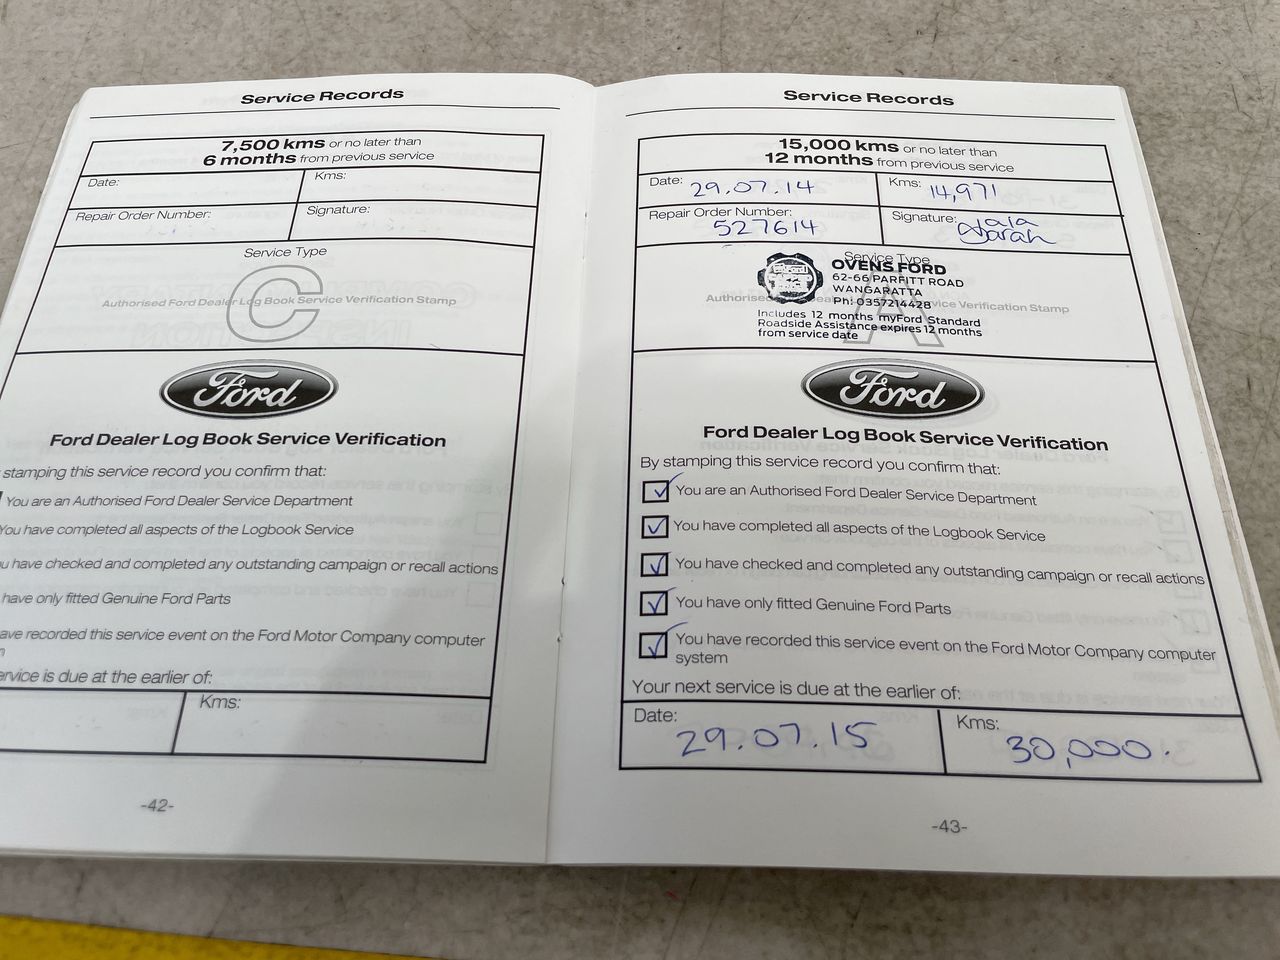 Service Records
7,500 kms or no later than
6 months from previous service
Date:
Kms:
Repair Order Number:
Signature:
Service Type
C
Authorised Ford Dealer Log Book Service Verification Stamp
Ford
Ford Dealer Log Book Service Verification
stamping this service record you confirm that:
You are an Authorised Ford Dealer Service Department
You have completed all aspects of the Logbook Service
u have checked and completed any outstanding campaign or recall actions
have only fitted Genuine Ford Parts
ave recorded this service event on the Ford Motor Company computer
ervice is due at the earlier of:
Kms:
-42-
Service Records
15,000 kms or no later than
12 months from previous service
Date: 29.07.14
Kms: 14,971
Repair Order Number:
527614
Signature:
Sarah
Service Type
A
OVENS FORD
62-66 PARFITT ROAD
WANGARATTA
Ph: 0357214428
Authorised Ford Dealer Log Book Service Verification Stamp
Includes 12 months myFord Standard
Roadside Assistance expires 12 months
from service date
Ford
Ford Dealer Log Book Service Verification
By stamping this service record you confirm that:
You are an Authorised Ford Dealer Service Department
You have completed all aspects of the Logbook Service
You have checked and completed any outstanding campaign or recall actions
You have only fitted Genuine Ford Parts
You have recorded this service event on the Ford Motor Company computer
system
Your next service is due at the earlier of:
Date:
29.07.15
Kms:
30,000.
-43-